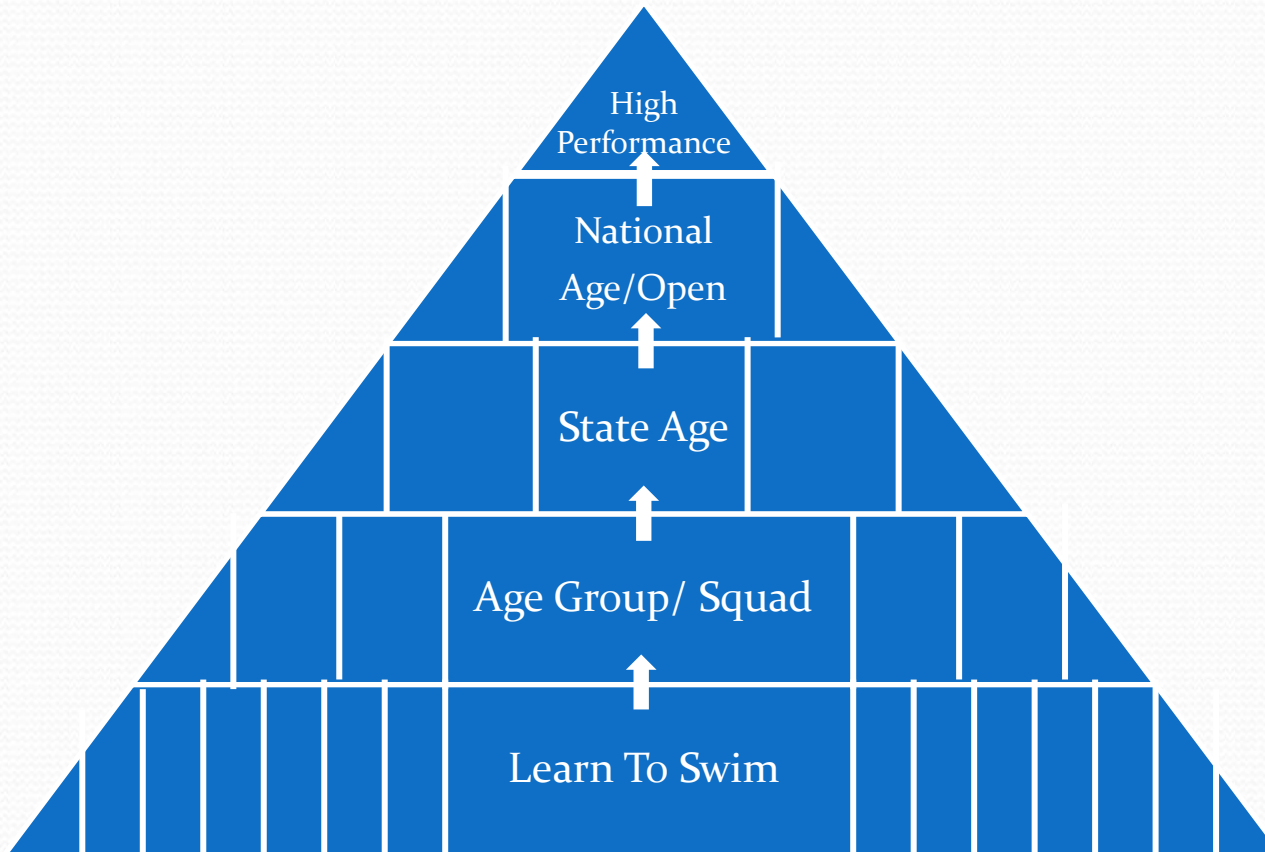 High
Performance
National
Age/Open
State Age
Age Group/ Squad
Learn To Swim